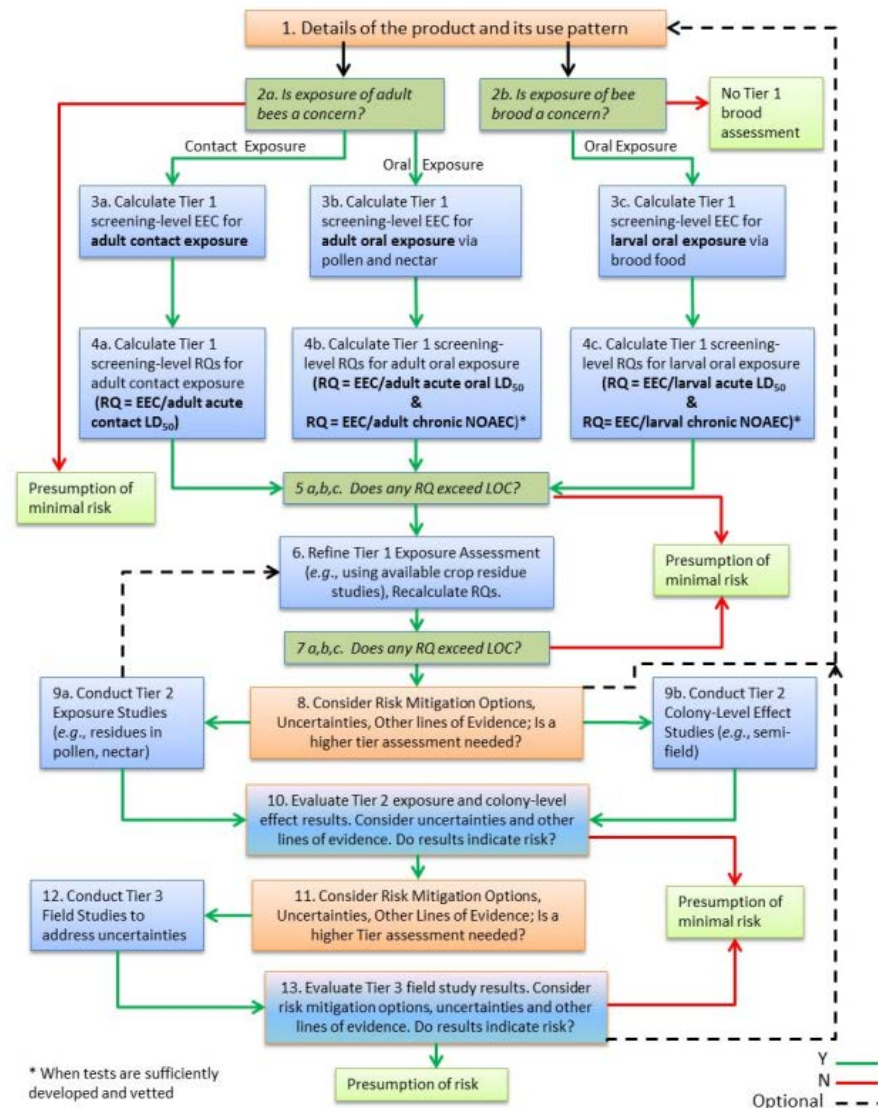 1. Details of the product and its use pattern
2a. Is exposure of adult
bees a concern?
2b. Is exposure of bee
brood a concern?
No Tier 1
brood
assessment
Contact Exposure
Oral Exposure
Oral Exposure
3a. Calculate Tier 1
screening-level EEC for
adult contact exposure
3b. Calculate Tier 1
screening-level EEC for
adult oral exposure via
pollen and nectar
3c. Calculate Tier 1
screening-level EEC for
larval oral exposure via
brood food
4a. Calculate Tier 1
screening-level RQs for
adult contact exposure
(RQ = EEC/adult acute
contact LD₅₀)
4b. Calculate Tier 1 screening-
level RQs for adult oral exposure
(RQ = EEC/adult acute oral LD₅₀
&
RQ = EEC/adult chronic NOAEC)*
4c. Calculate Tier 1 screening-
level RQs for larval oral exposure
(RQ = EEC/larval acute LD₅₀
&
RQ= EEC/larval chronic NOAEC)*
Presumption of
minimal risk
5 a,b,c. Does any RQ exceed LOC?
6. Refine Tier 1 Exposure Assessment
(e.g., using available crop residue
studies), Recalculate RQs.
Presumption of
minimal risk
7 a,b,c. Does any RQ exceed LOC?
9a. Conduct Tier 2
Exposure Studies
(e.g., residues in
pollen, nectar)
8. Consider Risk Mitigation Options,
Uncertainties, Other lines of Evidence; Is a
higher tier assessment needed?
9b. Conduct Tier 2
Colony-Level Effect
Studies (e.g., semi-
field)
10. Evaluate Tier 2 exposure and colony-level
effect results. Consider uncertainties and other
lines of evidence. Do results indicate risk?
12. Conduct Tier 3
Field Studies to
address uncertainties
11. Consider Risk Mitigation Options,
Uncertainties, Other Lines of Evidence; Is a
higher Tier assessment needed?
Presumption of
minimal risk
13. Evaluate Tier 3 field study results. Consider
risk mitigation options, uncertainties and other
lines of evidence. Do results indicate risk?
* When tests are sufficiently
developed and vetted
Presumption of risk
Y
N
Optional